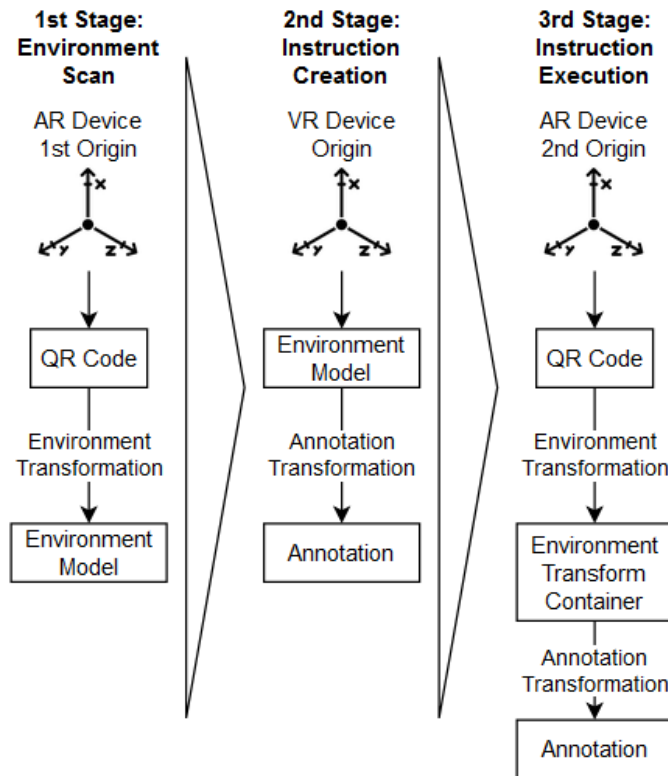 1st Stage:
Environment
Scan
AR Device
1st Origin
X
Y
Z
QR Code
Environment
Transformation
Environment
Model
2nd Stage:
Instruction
Creation
VR Device
Origin
X
Y
Z
Environment
Model
Annotation
Transformation
Annotation
3rd Stage:
Instruction
Execution
AR Device
2nd Origin
X
Y
Z
QR Code
Environment
Transformation
Environment
Transform
Container
Annotation
Transformation
Annotation